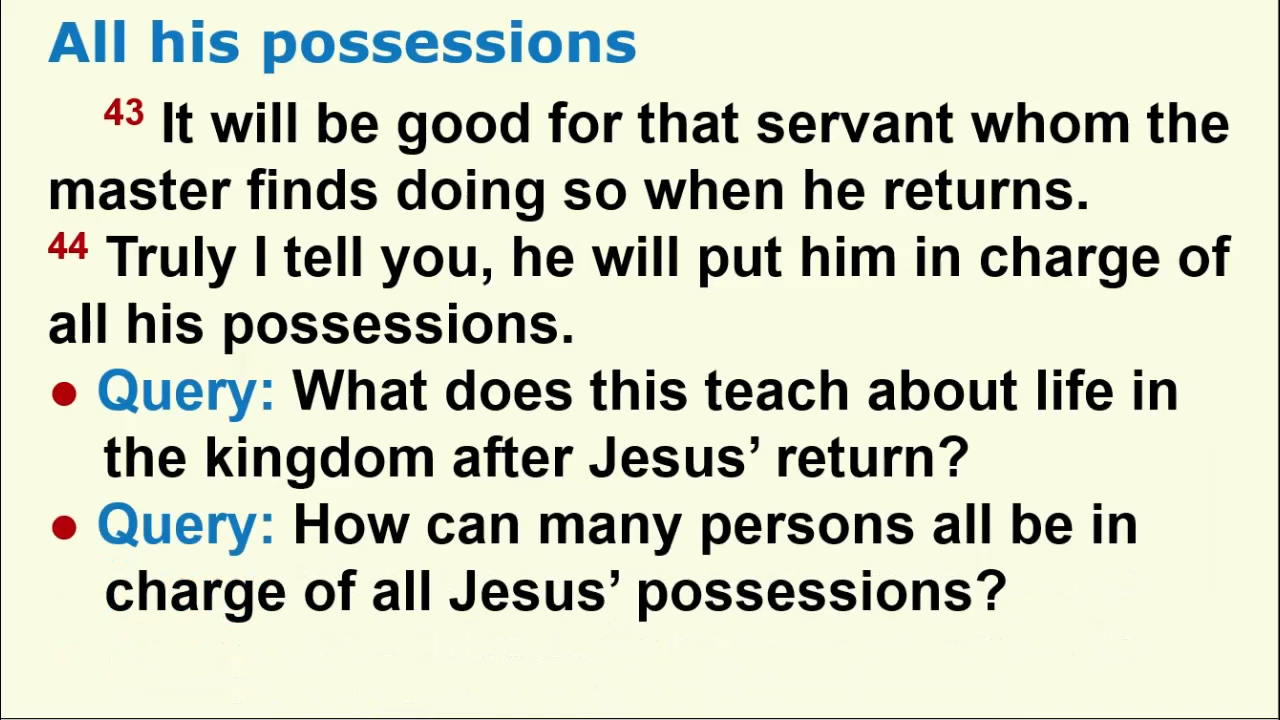 All his possessions
43 It will be good for that servant whom the
master finds doing so when he returns.
44 Truly I tell you, he will put him in charge of
all his possessions.
● Query: What does this teach about life in
the kingdom after Jesus’ return?
● Query: How can many persons all be in
charge of all Jesus’ possessions?